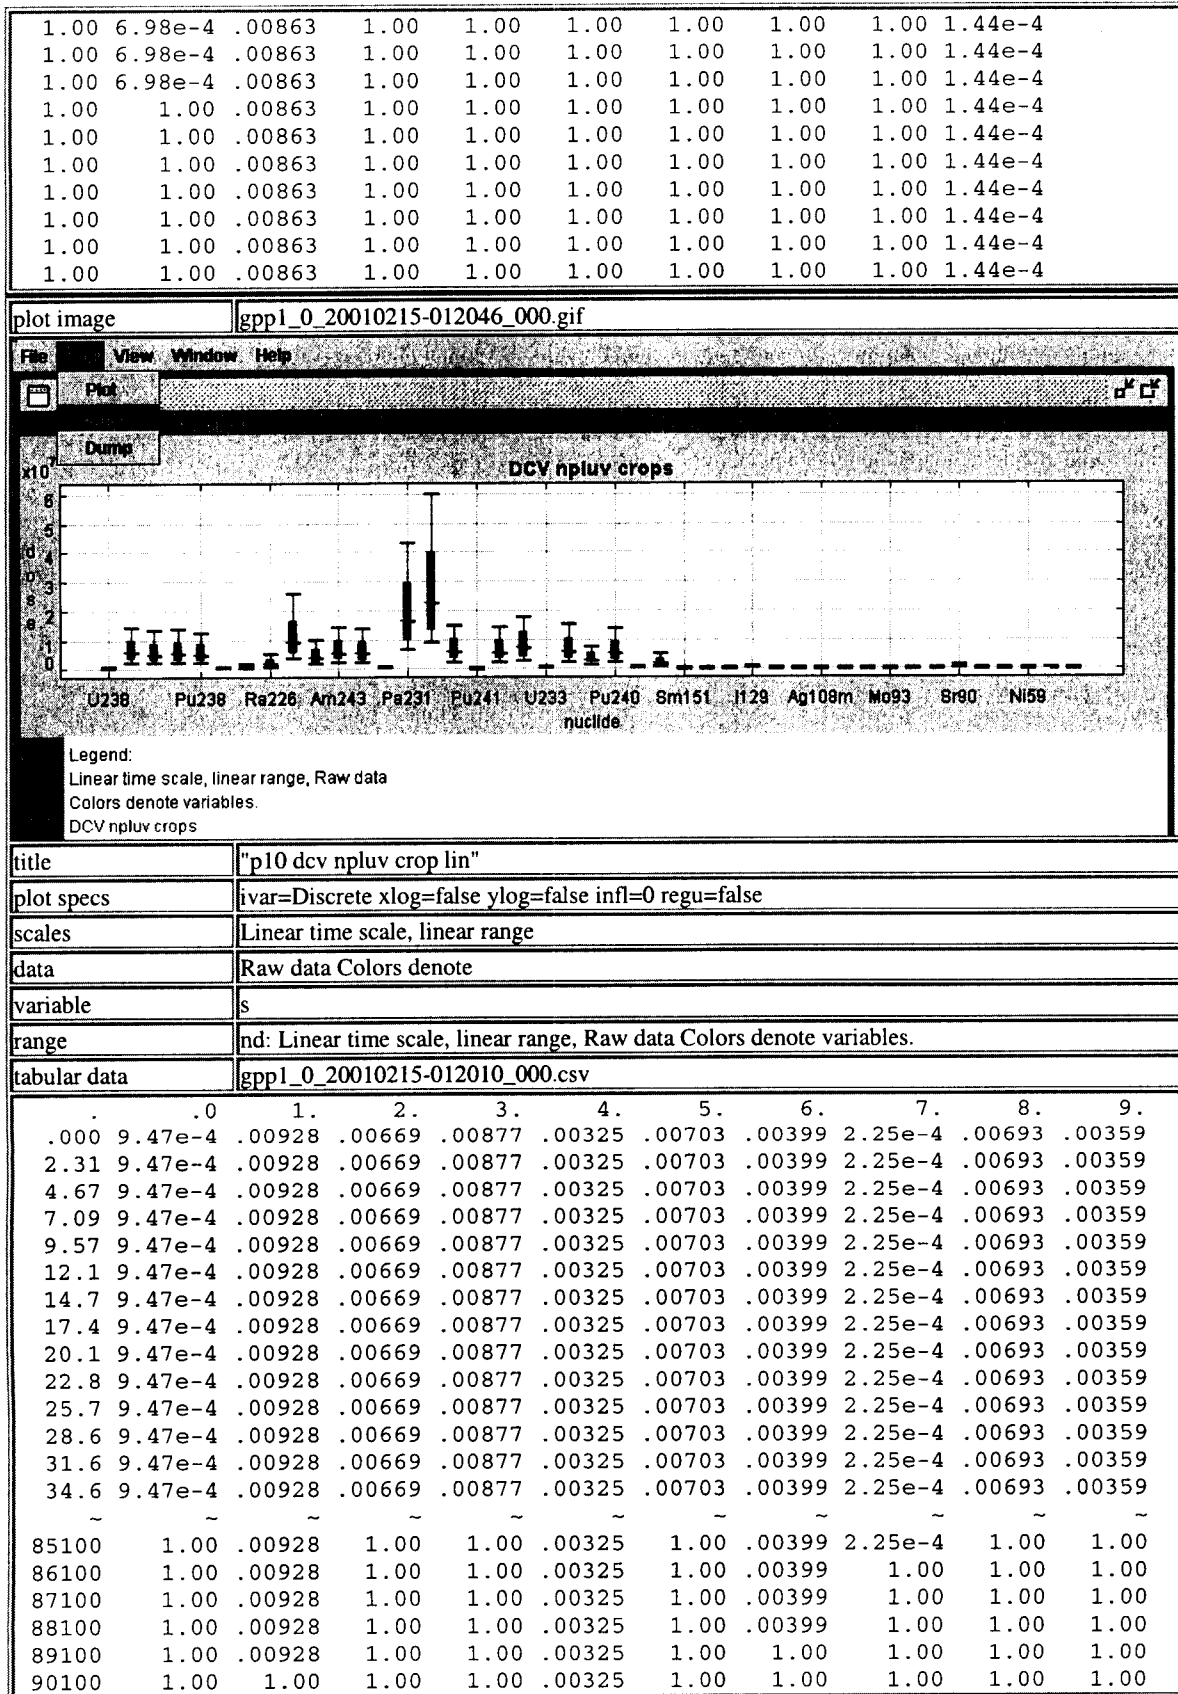 1.00 6.98e-4 .00863 1.00 1.00 1.00 1.00 1.00 1.00 1.44e-4
1.00 6.98e-4 .00863 1.00 1.00 1.00 1.00 1.00 1.00 1.44e-4
1.00 6.98e-4 .00863 1.00 1.00 1.00 1.00 1.00 1.00 1.44e-4
1.00 1.00 .00863 1.00 1.00 1.00 1.00 1.00 1.00 1.44e-4
1.00 1.00 .00863 1.00 1.00 1.00 1.00 1.00 1.00 1.44e-4
1.00 1.00 .00863 1.00 1.00 1.00 1.00 1.00 1.00 1.44e-4
1.00 1.00 .00863 1.00 1.00 1.00 1.00 1.00 1.00 1.44e-4
1.00 1.00 .00863 1.00 1.00 1.00 1.00 1.00 1.00 1.44e-4
1.00 1.00 .00863 1.00 1.00 1.00 1.00 1.00 1.00 1.44e-4
1.00 1.00 .00863 1.00 1.00 1.00 1.00 1.00 1.00 1.44e-4
plot image gpp1_0_20010215-012046_000.gif
File View Window Help
Plot
Dump
x10
DCV npluv crops
6
5
4
3
2
1
0
dose
U238 Pu238 Ra226 Am243 Pa231 Pu241 U233 Pu240 Sm151 I129 Ag108m Mo93 Sr90 Ni59
nuclide
Legend:
Linear time scale, linear range, Raw data
Colors denote variables.
DCV npluv crops
title "p10 dcv npluv crop lin"
plot specs ivar=Discrete xlog=false ylog=false infl=0 regu=false
scales Linear time scale, linear range
data Raw data Colors denote
variable s
range nd: Linear time scale, linear range, Raw data Colors denote variables.
tabular data gpp1_0_20010215-012010_000.csv
. .0 1. 2. 3. 4. 5. 6. 7. 8. 9.
.000 9.47e-4 .00928 .00669 .00877 .00325 .00703 .00399 2.25e-4 .00693 .00359
2.31 9.47e-4 .00928 .00669 .00877 .00325 .00703 .00399 2.25e-4 .00693 .00359
4.67 9.47e-4 .00928 .00669 .00877 .00325 .00703 .00399 2.25e-4 .00693 .00359
7.09 9.47e-4 .00928 .00669 .00877 .00325 .00703 .00399 2.25e-4 .00693 .00359
9.57 9.47e-4 .00928 .00669 .00877 .00325 .00703 .00399 2.25e-4 .00693 .00359
12.1 9.47e-4 .00928 .00669 .00877 .00325 .00703 .00399 2.25e-4 .00693 .00359
14.7 9.47e-4 .00928 .00669 .00877 .00325 .00703 .00399 2.25e-4 .00693 .00359
17.4 9.47e-4 .00928 .00669 .00877 .00325 .00703 .00399 2.25e-4 .00693 .00359
20.1 9.47e-4 .00928 .00669 .00877 .00325 .00703 .00399 2.25e-4 .00693 .00359
22.8 9.47e-4 .00928 .00669 .00877 .00325 .00703 .00399 2.25e-4 .00693 .00359
25.7 9.47e-4 .00928 .00669 .00877 .00325 .00703 .00399 2.25e-4 .00693 .00359
28.6 9.47e-4 .00928 .00669 .00877 .00325 .00703 .00399 2.25e-4 .00693 .00359
31.6 9.47e-4 .00928 .00669 .00877 .00325 .00703 .00399 2.25e-4 .00693 .00359
34.6 9.47e-4 .00928 .00669 .00877 .00325 .00703 .00399 2.25e-4 .00693 .00359
~ ~ ~ ~ ~ ~ ~ ~ ~ ~ ~
85100 1.00 .00928 1.00 1.00 .00325 1.00 .00399 2.25e-4 1.00 1.00
86100 1.00 .00928 1.00 1.00 .00325 1.00 .00399 1.00 1.00 1.00
87100 1.00 .00928 1.00 1.00 .00325 1.00 .00399 1.00 1.00 1.00
88100 1.00 .00928 1.00 1.00 .00325 1.00 .00399 1.00 1.00 1.00
89100 1.00 .00928 1.00 1.00 .00325 1.00 1.00 1.00 1.00 1.00
90100 1.00 1.00 1.00 1.00 .00325 1.00 1.00 1.00 1.00 1.00